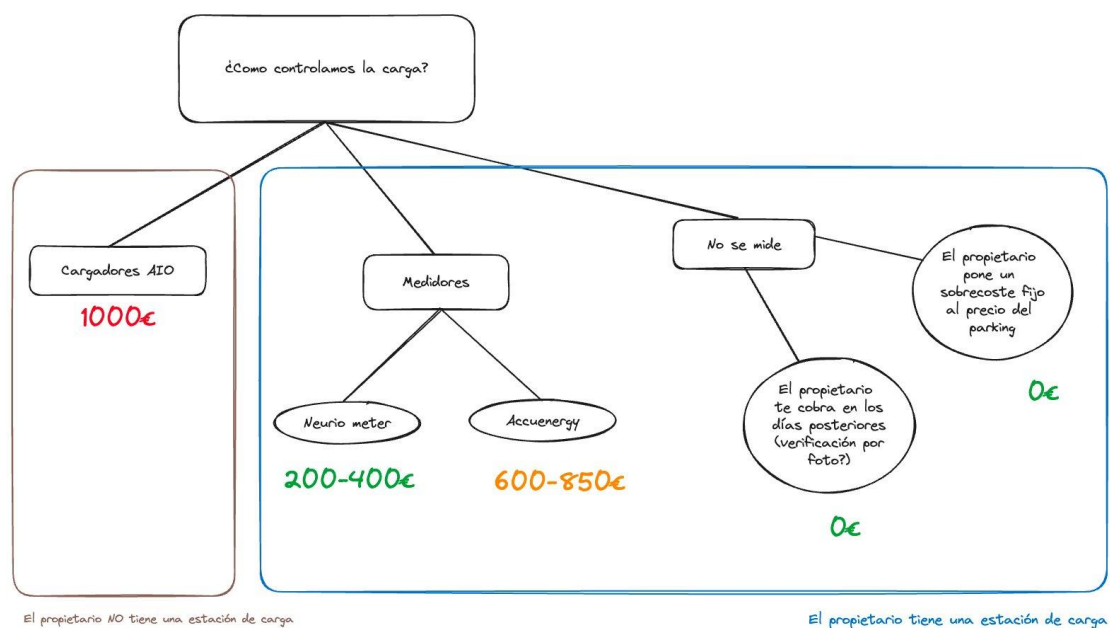 ¿Como controlamos la carga?
Cargadores AIO
1000€
Medidores
Neurio meter
200-400€
Accuenergy
600-850€
No se mide
El propietario
te cobra en los
días posteriores
(verificación por
foto?)
0€
El propietario
pone un
sobrecoste fijo
al precio del
parking
0€
El propietario NO tiene una estación de carga
El propietario tiene una estación de carga